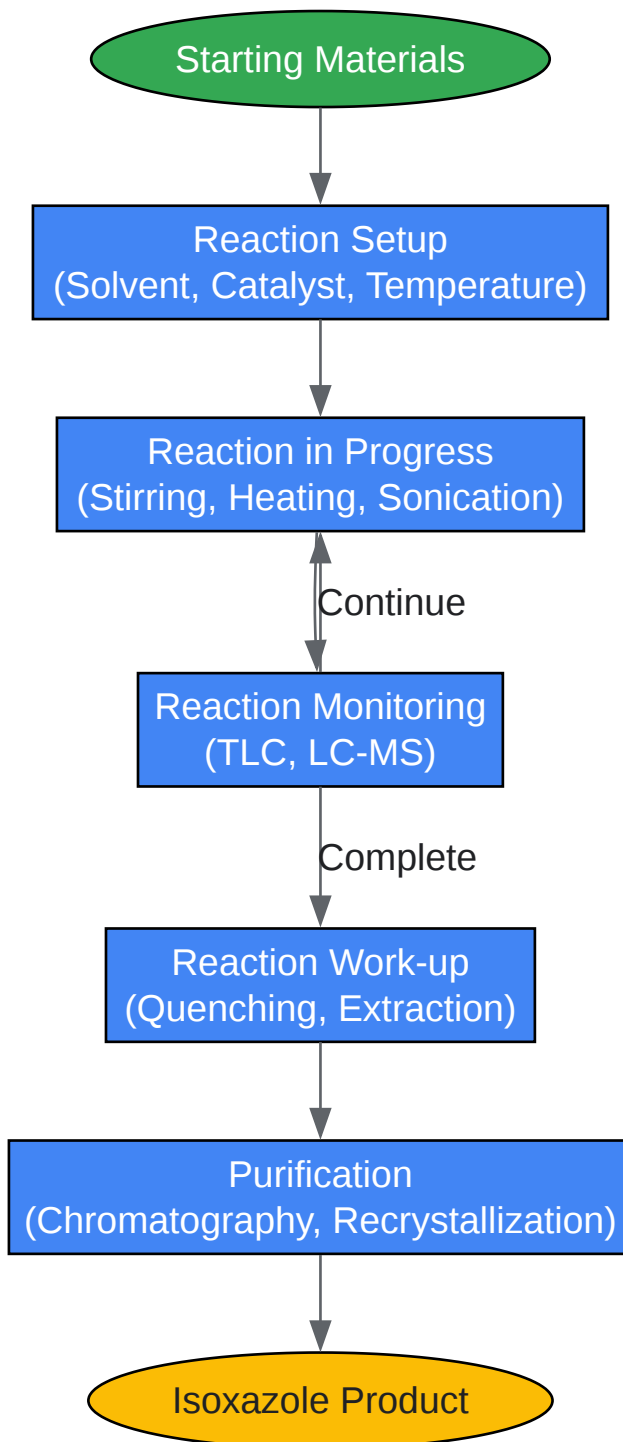 Starting Materials
Reaction Setup
(Solvent, Catalyst, Temperature)
Reaction in Progress
(Stirring, Heating, Sonication)
Continue
Reaction Monitoring
(TLC, LC-MS)
Complete
Reaction Work-up
(Quenching, Extraction)
Purification
(Chromatography, Recrystallization)
Isoxazole Product